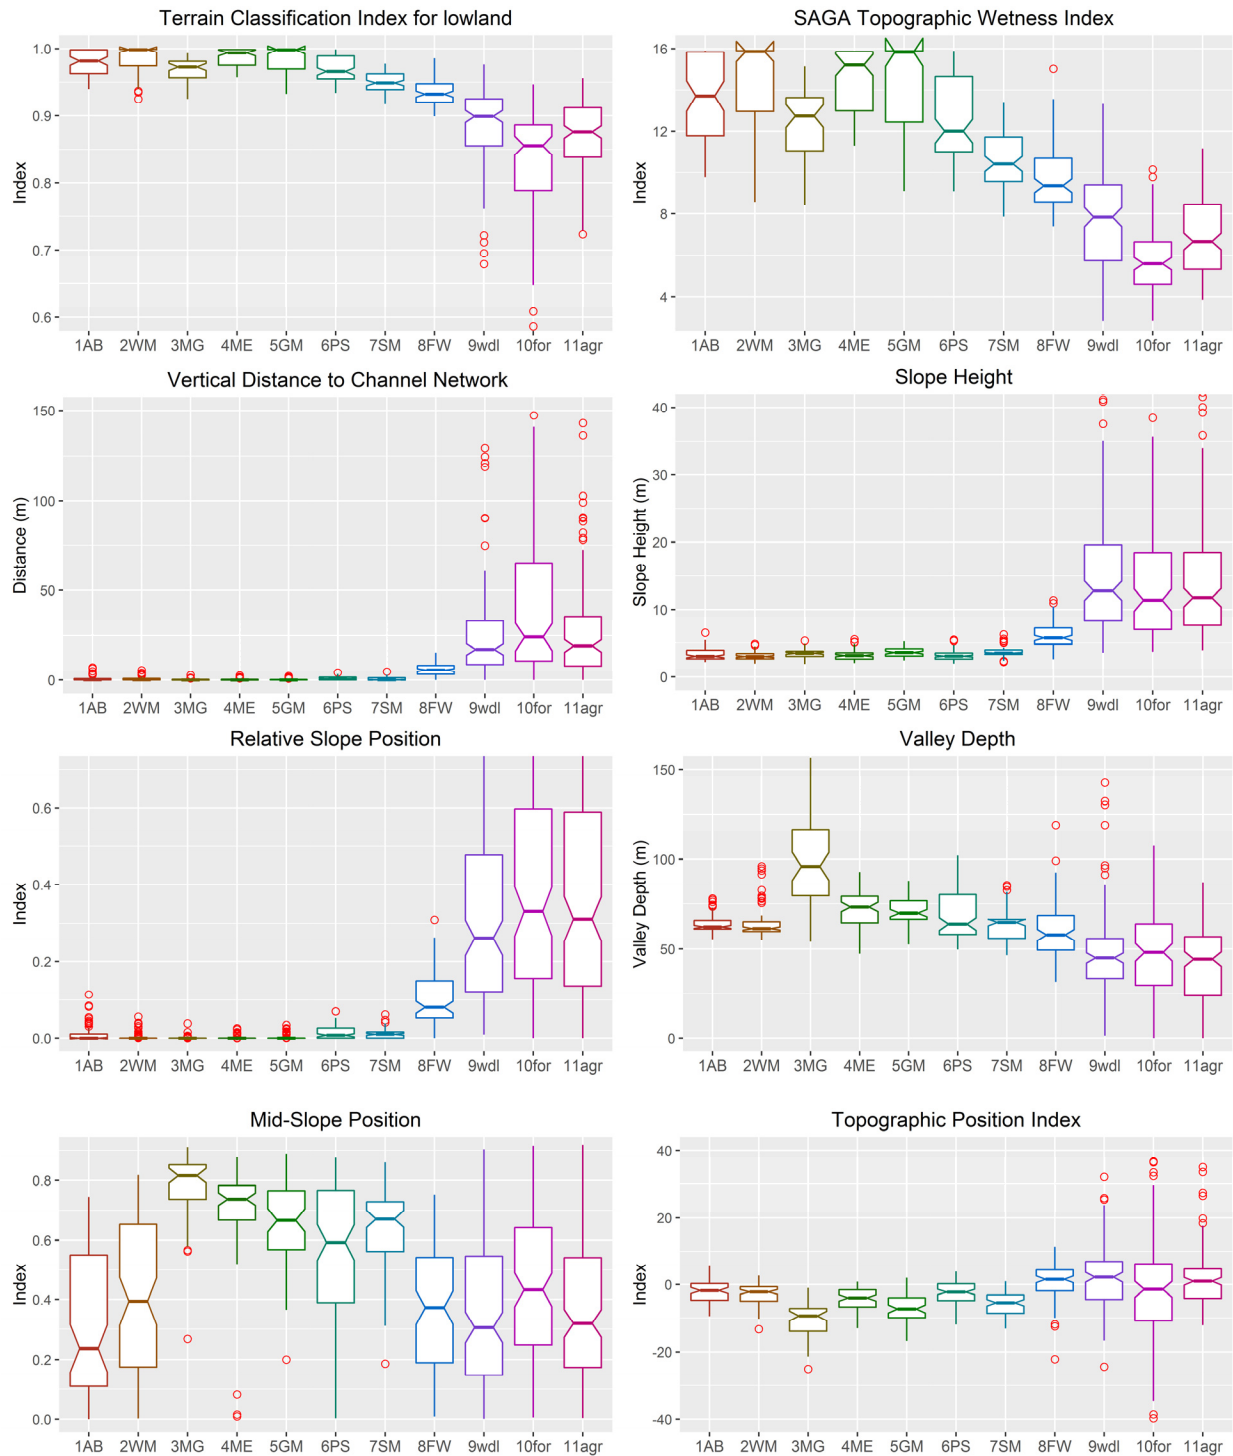 Terrain Classification Index for lowland
Index
1.0
0.9
0.8
0.7
0.6
1AB 2WM 3MG 4ME 5GM 6PS 7SM 8FW 9wdl 10for 11agr
SAGA Topographic Wetness Index
Index
16
12
8
4
1AB 2WM 3MG 4ME 5GM 6PS 7SM 8FW 9wdl 10for 11agr
Vertical Distance to Channel Network
Distance (m)
150
100
50
0
1AB 2WM 3MG 4ME 5GM 6PS 7SM 8FW 9wdl 10for 11agr
Slope Height
Slope Height (m)
40
30
20
10
0
1AB 2WM 3MG 4ME 5GM 6PS 7SM 8FW 9wdl 10for 11agr
Relative Slope Position
Index
0.6
0.4
0.2
0.0
1AB 2WM 3MG 4ME 5GM 6PS 7SM 8FW 9wdl 10for 11agr
Valley Depth
Valley Depth (m)
150
100
50
0
1AB 2WM 3MG 4ME 5GM 6PS 7SM 8FW 9wdl 10for 11agr
Mid-Slope Position
Index
0.8
0.6
0.4
0.2
0.0
1AB 2WM 3MG 4ME 5GM 6PS 7SM 8FW 9wdl 10for 11agr
Topographic Position Index
Index
40
20
0
-20
-40
1AB 2WM 3MG 4ME 5GM 6PS 7SM 8FW 9wdl 10for 11agr